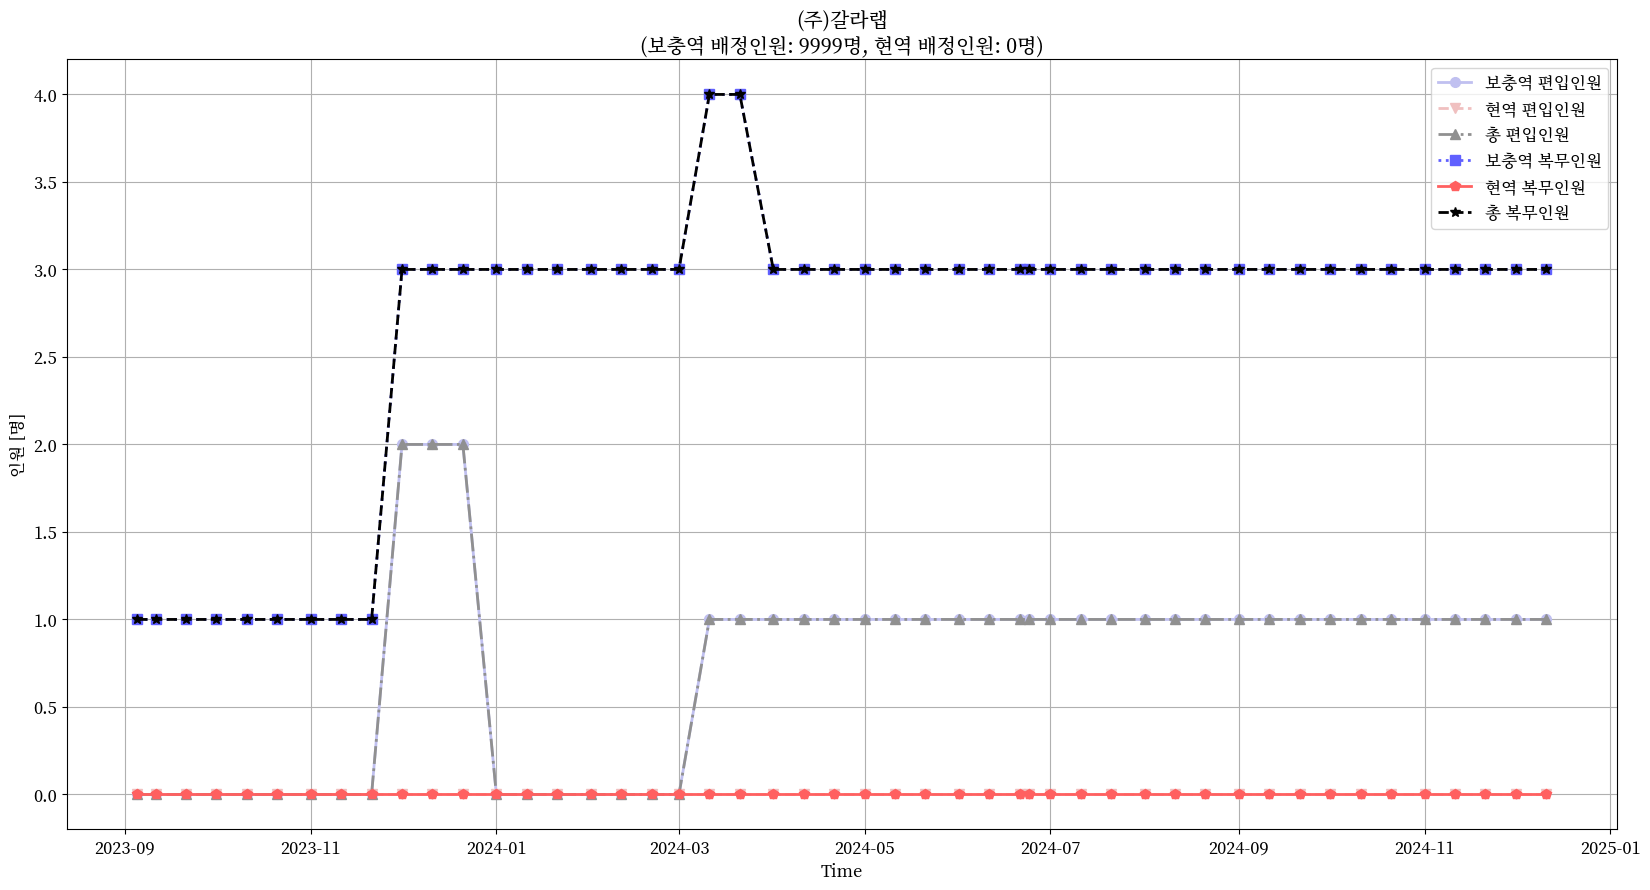 (주)갈라랩
(보충역 배정인원: 9999명, 현역 배정인원: 0명)
보충역 편입인원
현역 편입인원
총 편입인원
보충역 복무인원
현역 복무인원
총 복무인원
인원 [명]
4.0
3.5
3.0
2.5
2.0
1.5
1.0
0.5
0.0
2023-09 2023-11 2024-01 2024-03 2024-05 2024-07 2024-09 2024-11 2025-01
Time